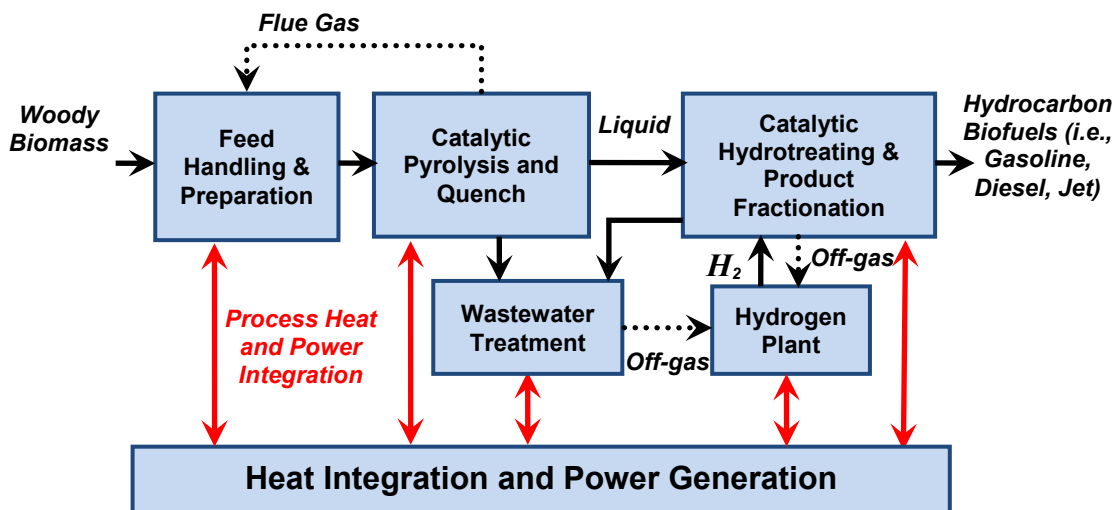 Flue Gas
Woody
Biomass
Feed
Handling &
Preparation
Catalytic
Pyrolysis and
Quench
Liquid
Catalytic
Hydrotreating &
Product
Fractionation
Hydrocarbon
Biofuels (i.e.,
Gasoline,
Diesel, Jet)
H2
Off-gas
Process Heat
and Power
Integration
Wastewater
Treatment
Off-gas
Hydrogen
Plant
Heat Integration and Power Generation